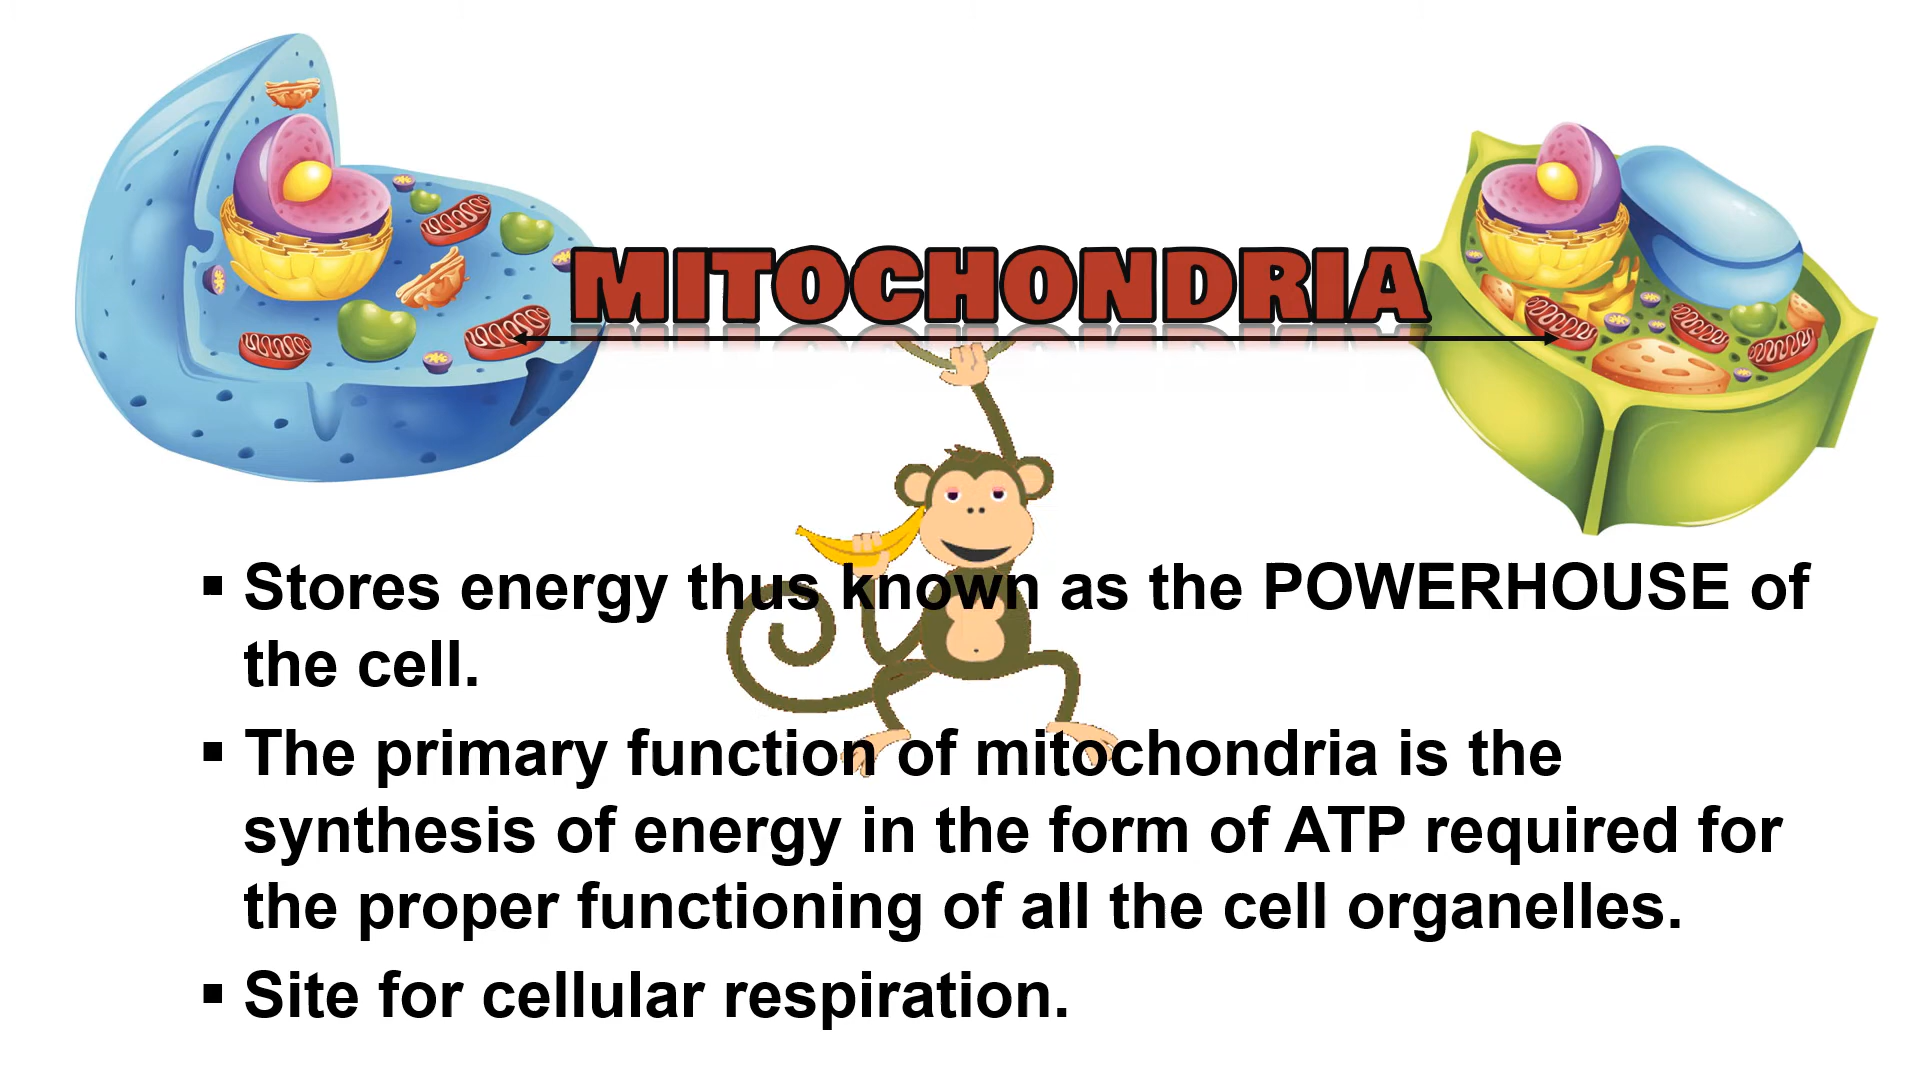 MITOCHONDRIA
▪ Stores energy thus known as the POWERHOUSE of
the cell.
▪ The primary function of mitochondria is the
synthesis of energy in the form of ATP required for
the proper functioning of all the cell organelles.
▪ Site for cellular respiration.